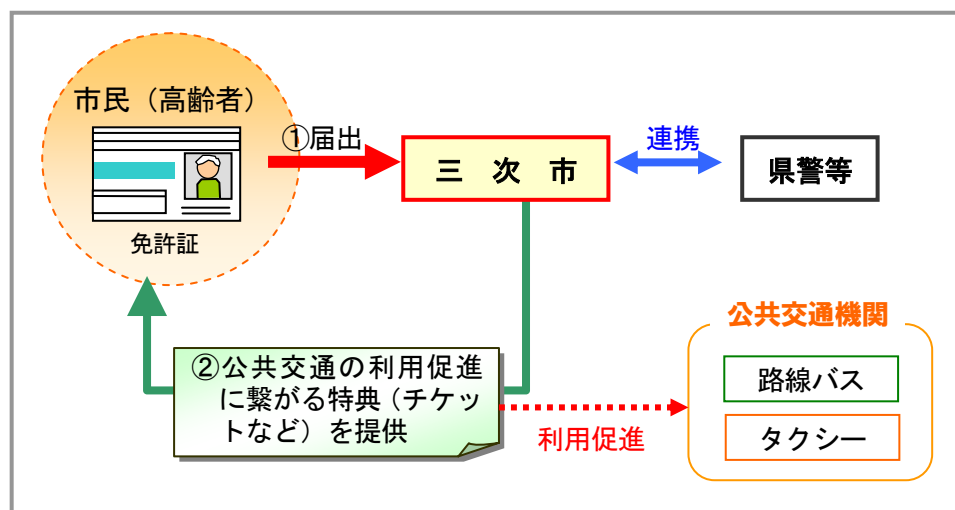 市民（高齢者）
免許証
①届出
三次市
連携
県警等
②公共交通の利用促進
に繋がる特典（チケッ
トなど）を提供
利用促進
公共交通機関
路線バス
タクシー